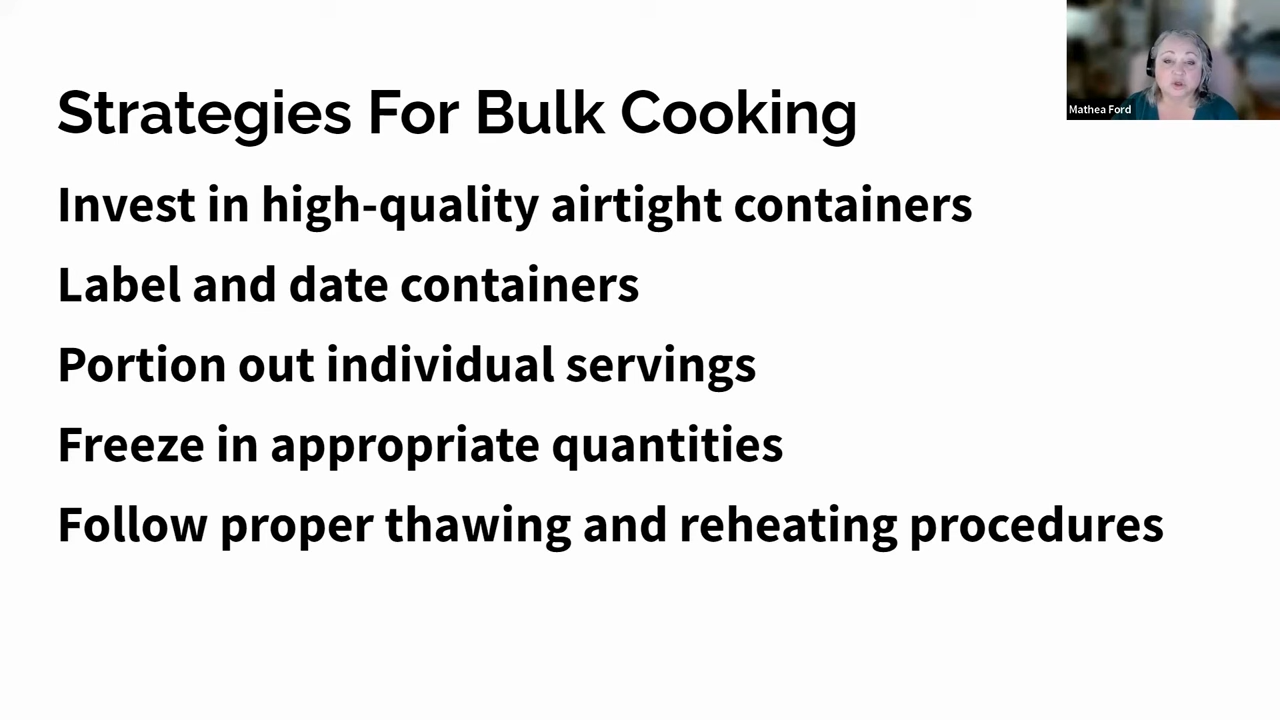 Strategies For Bulk Cooking
Invest in high-quality airtight containers
Label and date containers
Portion out individual servings
Freeze in appropriate quantities
Follow proper thawing and reheating procedures
Mathea Ford